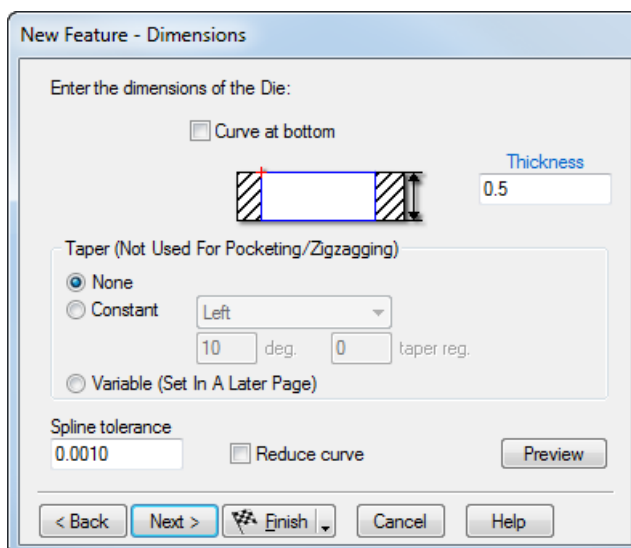 New Feature - Dimensions
Enter the dimensions of the Die:
Curve at bottom
Thickness
0.5
Taper (Not Used For Pocketing/Zigzagging)
None
Constant
Left
10 deg. 0 taper reg.
Variable (Set In A Later Page)
Spline tolerance
0.0010
Reduce curve
Preview
< Back Next > Finish Cancel Help